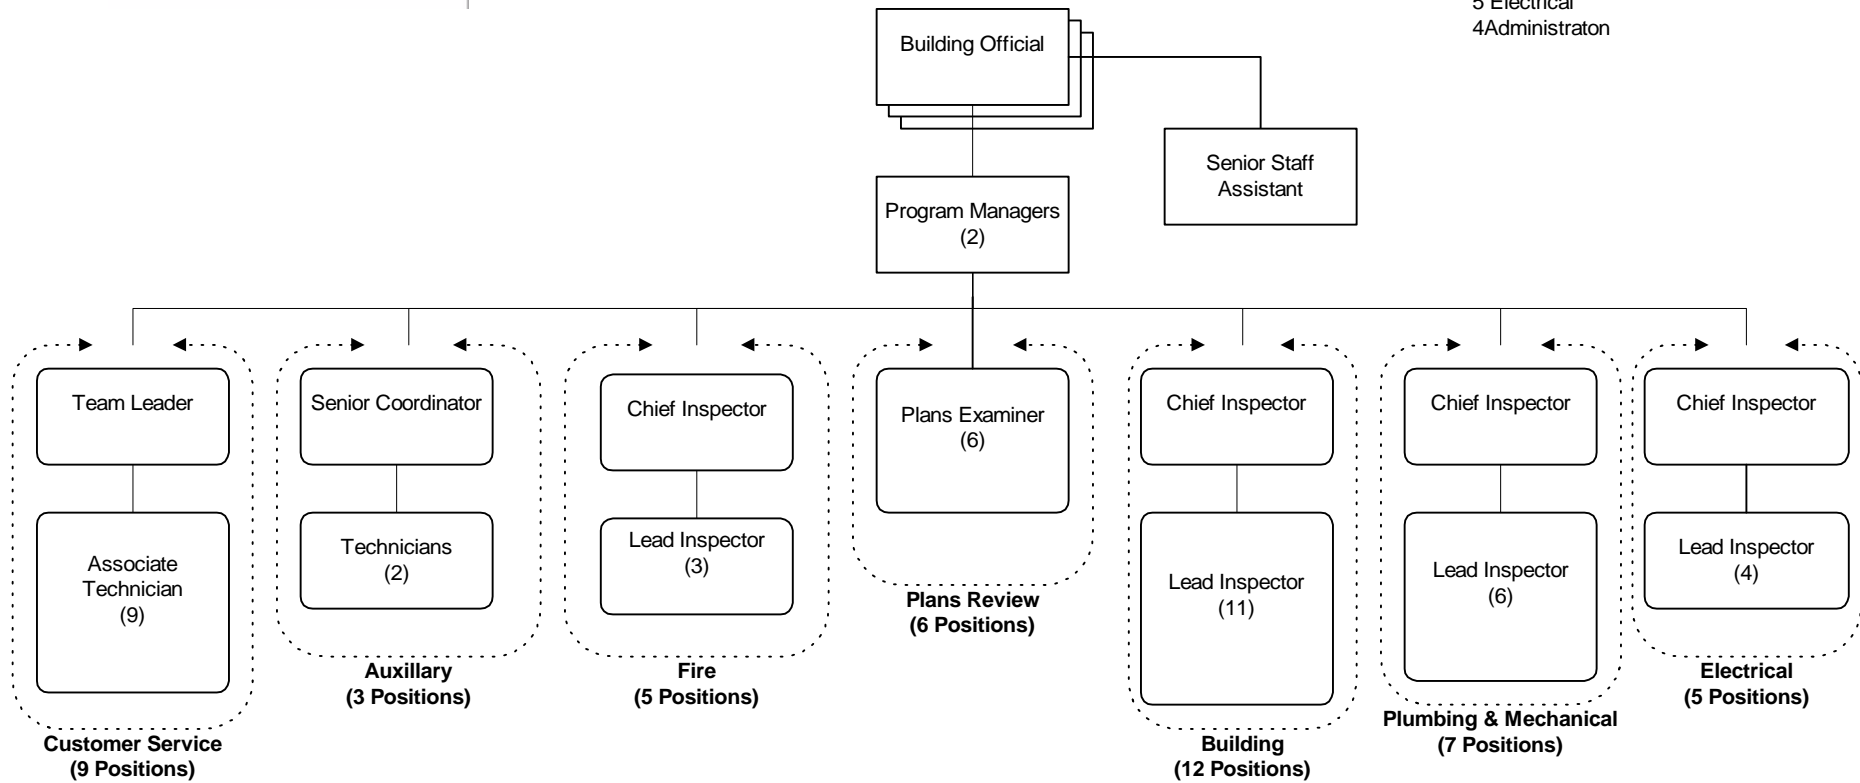 5 Electrical
4Administraton
Building Official
Senior Staff
Assistant
Program Managers
(2)
Team Leader
Associate
Technician
(9)
Customer Service
(9 Positions)
Senior Coordinator
Technicians
(2)
Auxillary
(3 Positions)
Chief Inspector
Lead Inspector
(3)
Fire
(5 Positions)
Plans Examiner
(6)
Plans Review
(6 Positions)
Chief Inspector
Lead Inspector
(11)
Building
(12 Positions)
Chief Inspector
Lead Inspector
(6)
Plumbing & Mechanical
(7 Positions)
Chief Inspector
Lead Inspector
(4)
Electrical
(5 Positions)